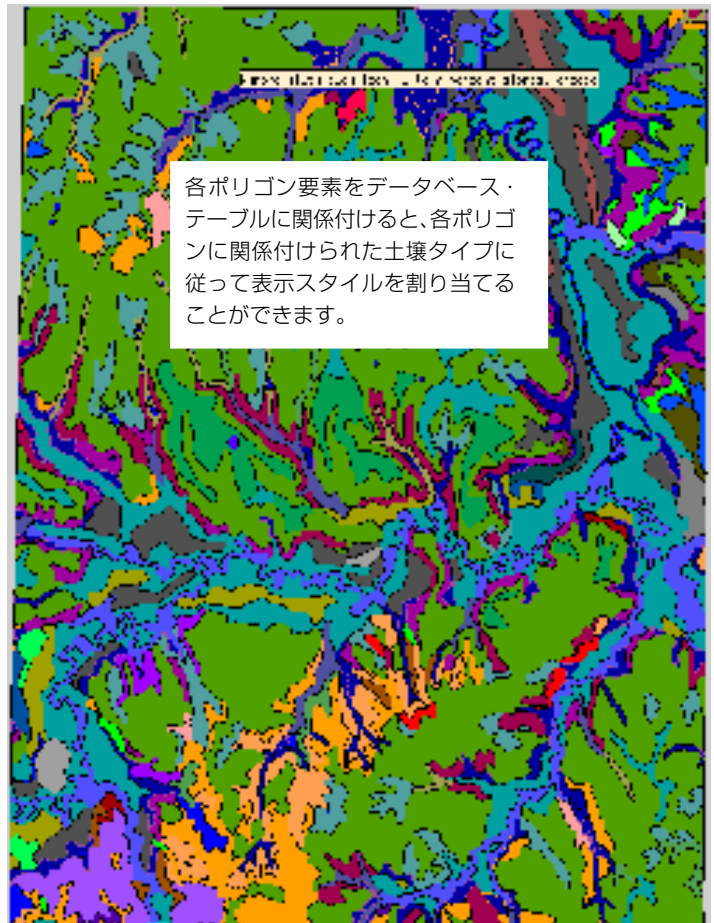 各ポリゴン要素をデータベース・
テーブルに関係付けると、各ポリゴ
ンに関係付けられた土壌タイプに
従って表示スタイルを割り当てる
ことができます。